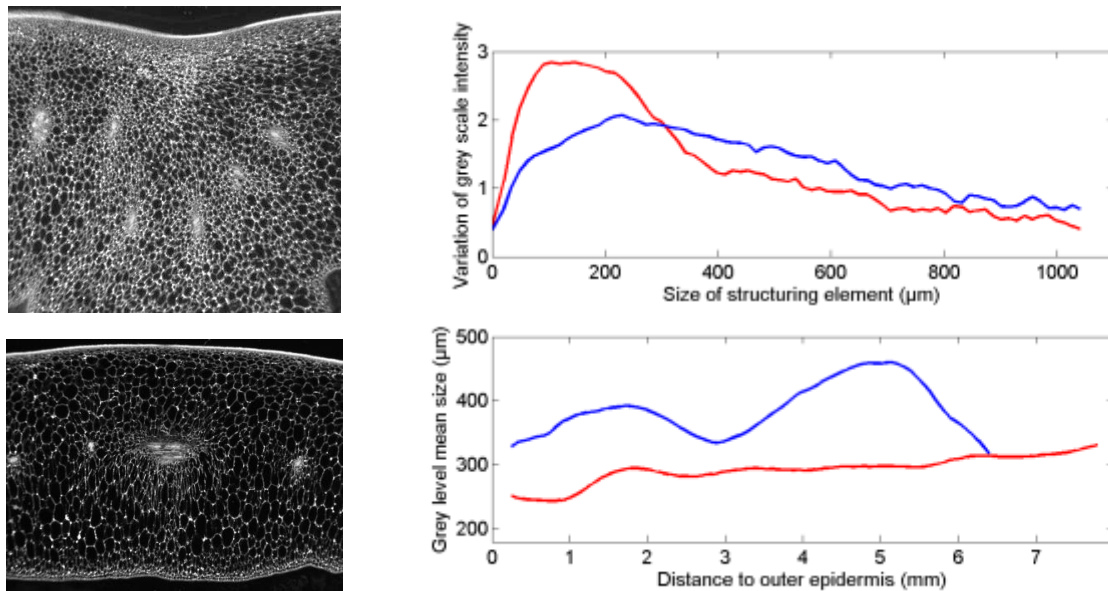 3
2
1
0
Variation of grey scale intensity
0 200 400 600 800 1000
Size of structuring element (µm)
500
400
300
200
Grey level mean size (µm)
0 1 2 3 4 5 6 7
Distance to outer epidermis (mm)